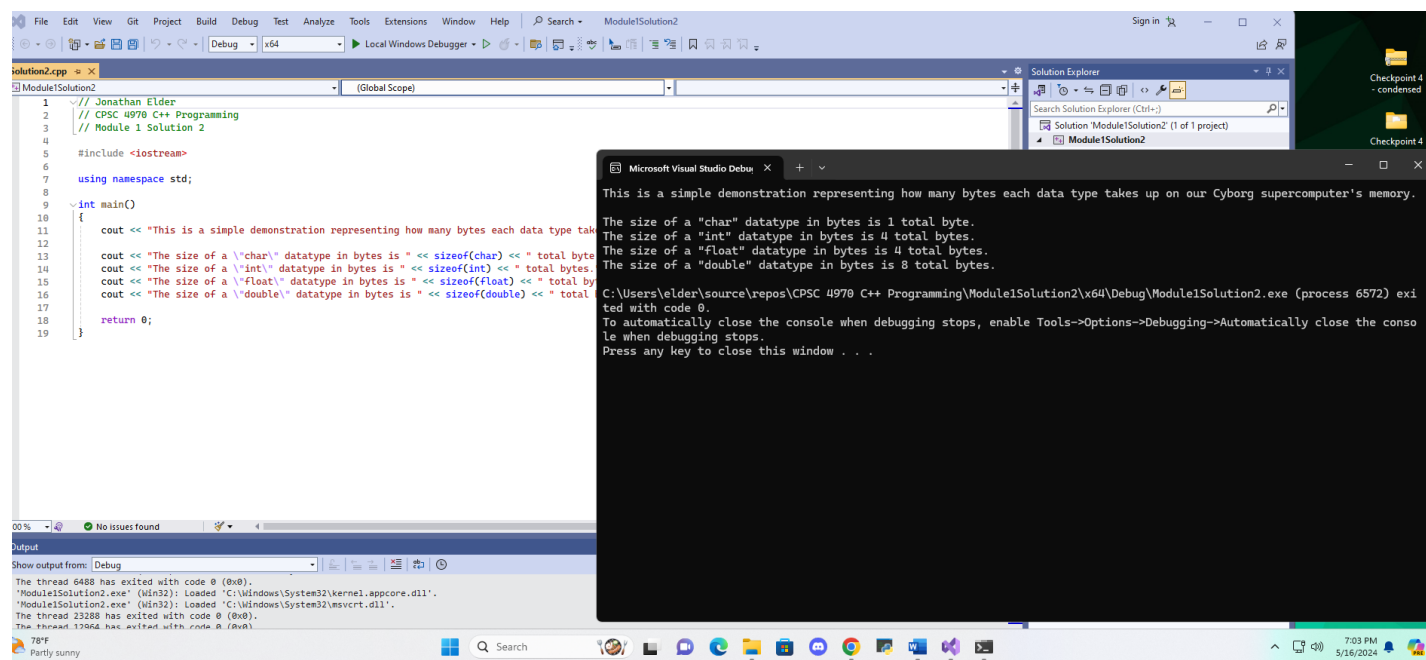 File Edit View Git Project Build Debug Test Analyze Tools Extensions Window Help Search Module1Solution2 Sign in
Debug x64 Local Windows Debugger
Solution2.cpp
Module1Solution2 (Global Scope)
1 // Jonathan Elder
2 // CPSC 4970 C++ Programming
3 // Module 1 Solution 2
4
5 #include <iostream>
6
7 using namespace std;
8
9 int main()
10 {
11 cout << "This is a simple demonstration representing how many bytes each data type tak
12
13 cout << "The size of a \"char\" datatype in bytes is " << sizeof(char) << " total byte
14 cout << "The size of a \"int\" datatype in bytes is " << sizeof(int) << " total bytes.
15 cout << "The size of a \"float\" datatype in bytes is " << sizeof(float) << " total by
16 cout << "The size of a \"double\" datatype in bytes is " << sizeof(double) << " total
17
18 return 0;
19 }
00 % No issues found
Output
Show output from: Debug
The thread 6488 has exited with code 0 (0x0).
'Module1Solution2.exe' (Win32): Loaded 'C:\Windows\System32\kernel.appcore.dll'.
'Module1Solution2.exe' (Win32): Loaded 'C:\Windows\System32\msvcrt.dll'.
The thread 23288 has exited with code 0 (0x0).
The thread 12964 has exited with code 0 (0x0)
Solution Explorer
Search Solution Explorer (Ctrl+;)
Solution 'Module1Solution2' (1 of 1 project)
Module1Solution2
Checkpoint 4
- condensed
Checkpoint 4
Microsoft Visual Studio Debu
This is a simple demonstration representing how many bytes each data type takes up on our Cyborg supercomputer's memory.
The size of a "char" datatype in bytes is 1 total byte.
The size of a "int" datatype in bytes is 4 total bytes.
The size of a "float" datatype in bytes is 4 total bytes.
The size of a "double" datatype in bytes is 8 total bytes.
C:\Users\elder\source\repos\CPSC 4970 C++ Programming\Module1Solution2\x64\Debug\Module1Solution2.exe (process 6572) exi
ted with code 0.
To automatically close the console when debugging stops, enable Tools->Options->Debugging->Automatically close the conso
le when debugging stops.
Press any key to close this window . . .
78°F
Partly sunny
Search
7:03 PM
5/16/2024